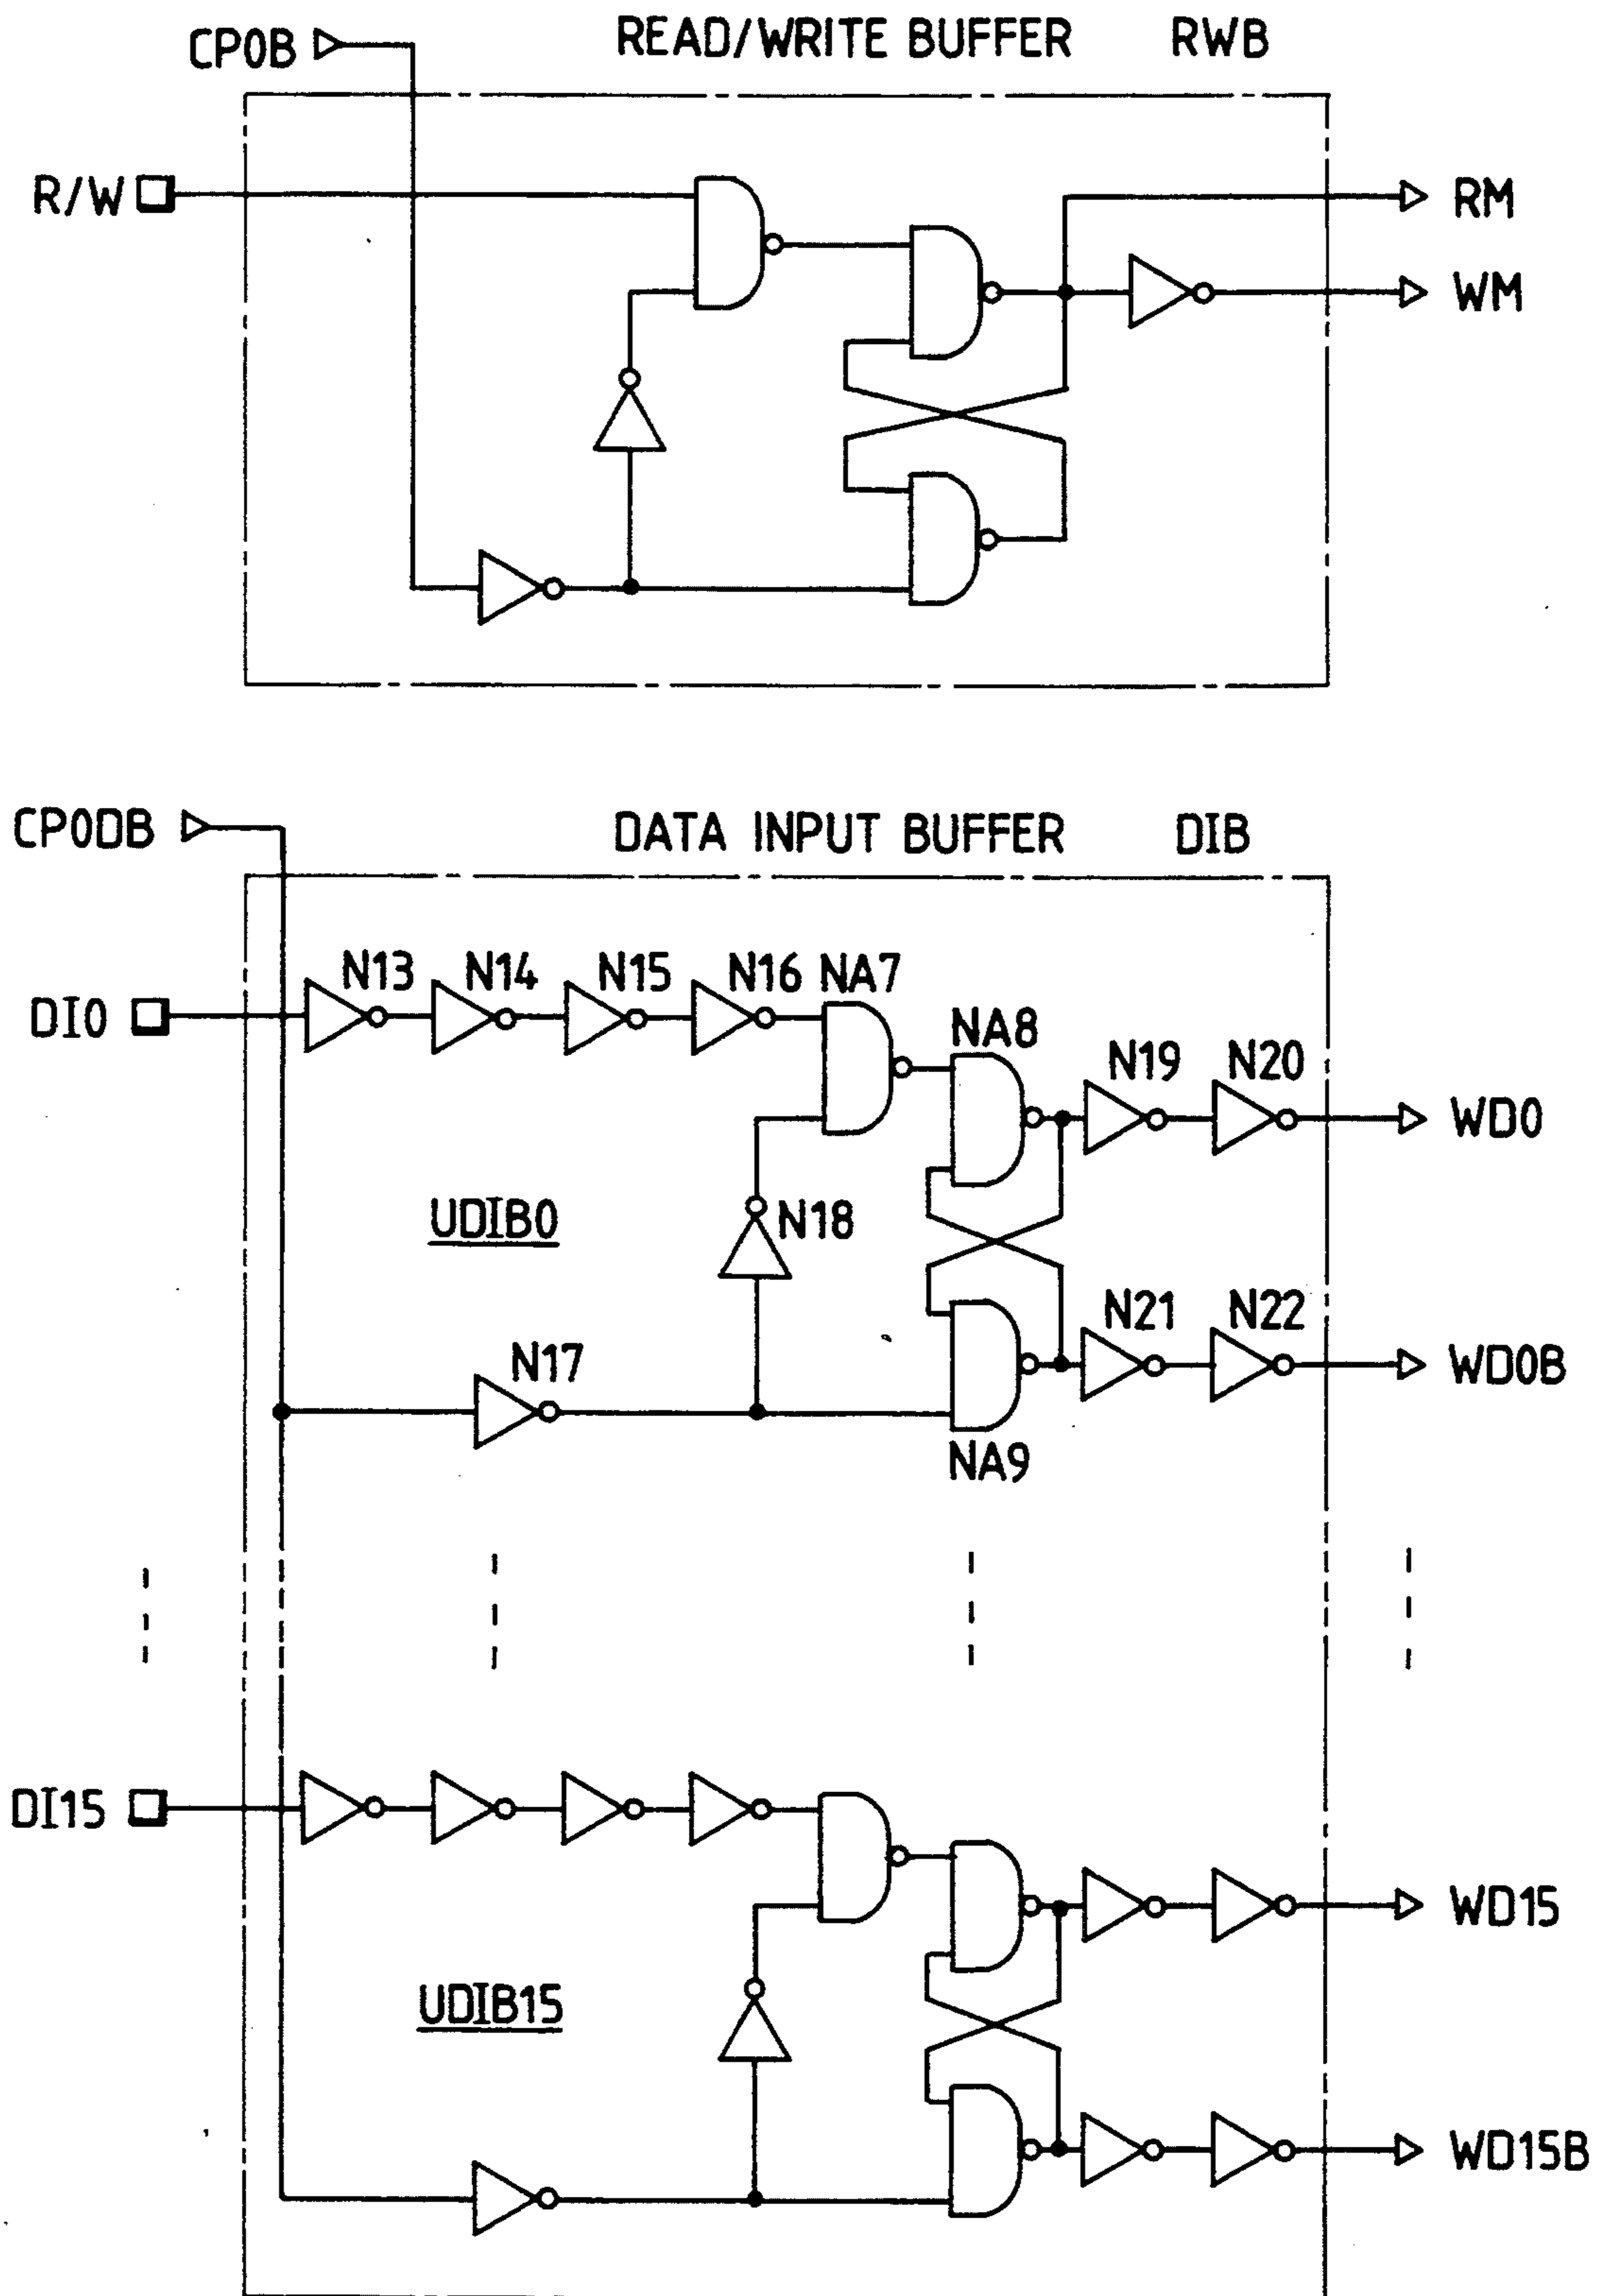 CP0B
READ/WRITE BUFFER RWB
R/W
RM
WM
CP0DB
DATA INPUT BUFFER DIB
N13 N14 N15 N16 NA7
DI0
NA8
N19 N20
WD0
UDIB0
N18
N21 N22
N17
WD0B
NA9
DI15
WD15
UDIB15
WD15B